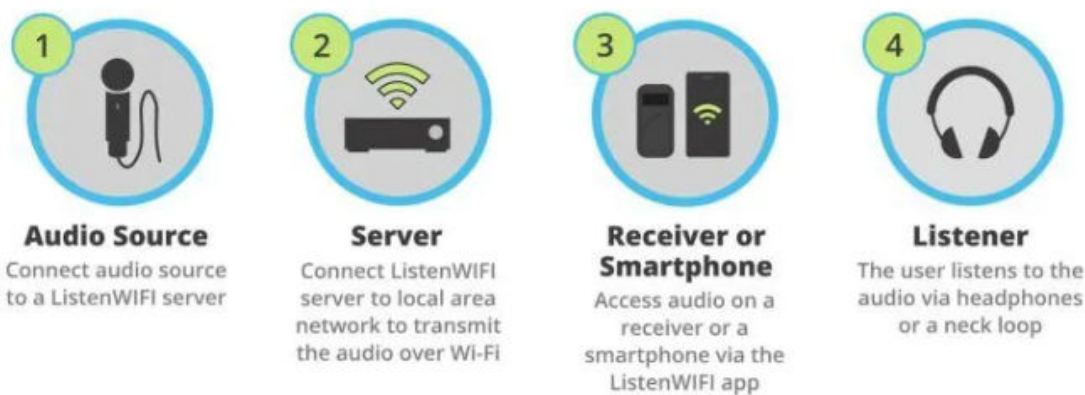 1
Audio Source
Connect audio source
to a ListenWIFI server
2
Server
Connect ListenWIFI
server to local area
network to transmit
the audio over Wi-Fi
3
Receiver or
Smartphone
Access audio on a
receiver or a
smartphone via the
ListenWIFI app
4
Listener
The user listens to the
audio via headphones
or a neck loop